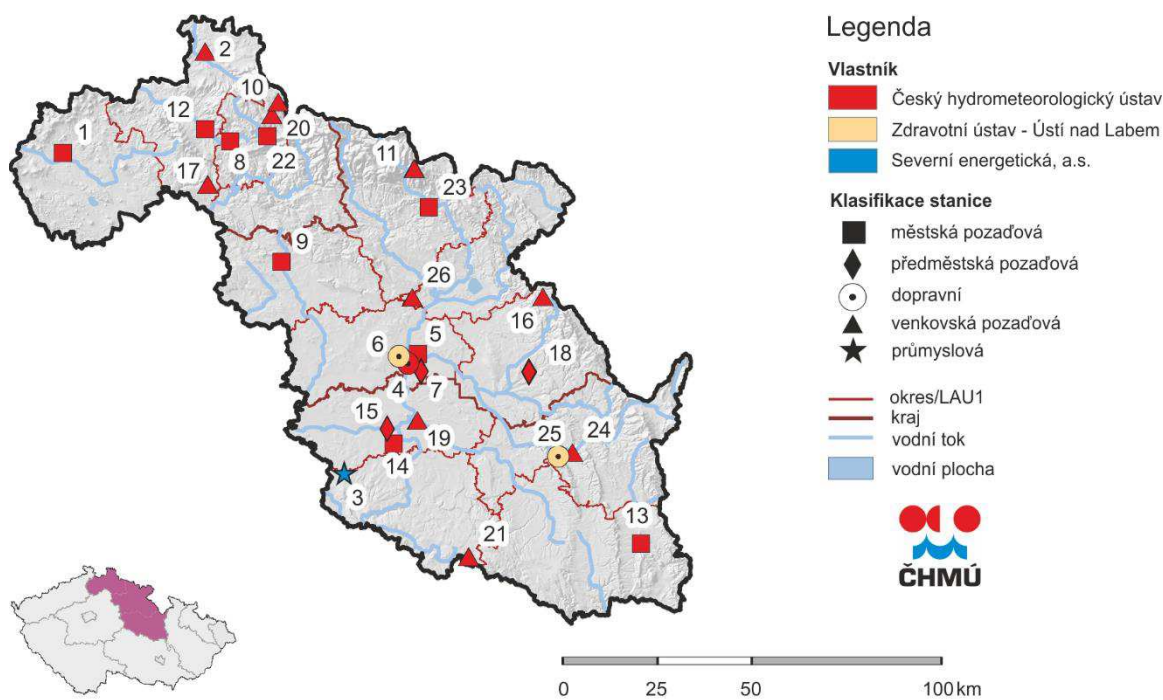 Legenda
Vlastník
Český hydrometeorologický ústav
Zdravotní ústav - Ústí nad Labem
Severní energetická, a.s.
Klasifikace stanice
městská pozaďová
předměstská pozaďová
dopravní
venkovská pozaďová
průmyslová
okres/LAU1
kraj
vodní tok
vodní plocha
ČHMÚ
2
10
12
1
20
8
22
17
11
23
9
26
16
6
5
18
4
7
15
19
25
24
14
3
13
21
0 25 50 100 km